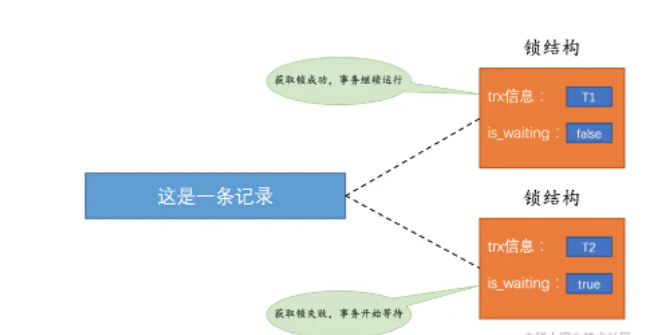 锁结构
获取锁成功，事务继续运行
trx信息： T1
is_waiting： false
这是一条记录
锁结构
trx信息： T2
is_waiting： true
获取锁失败，事务开始等待